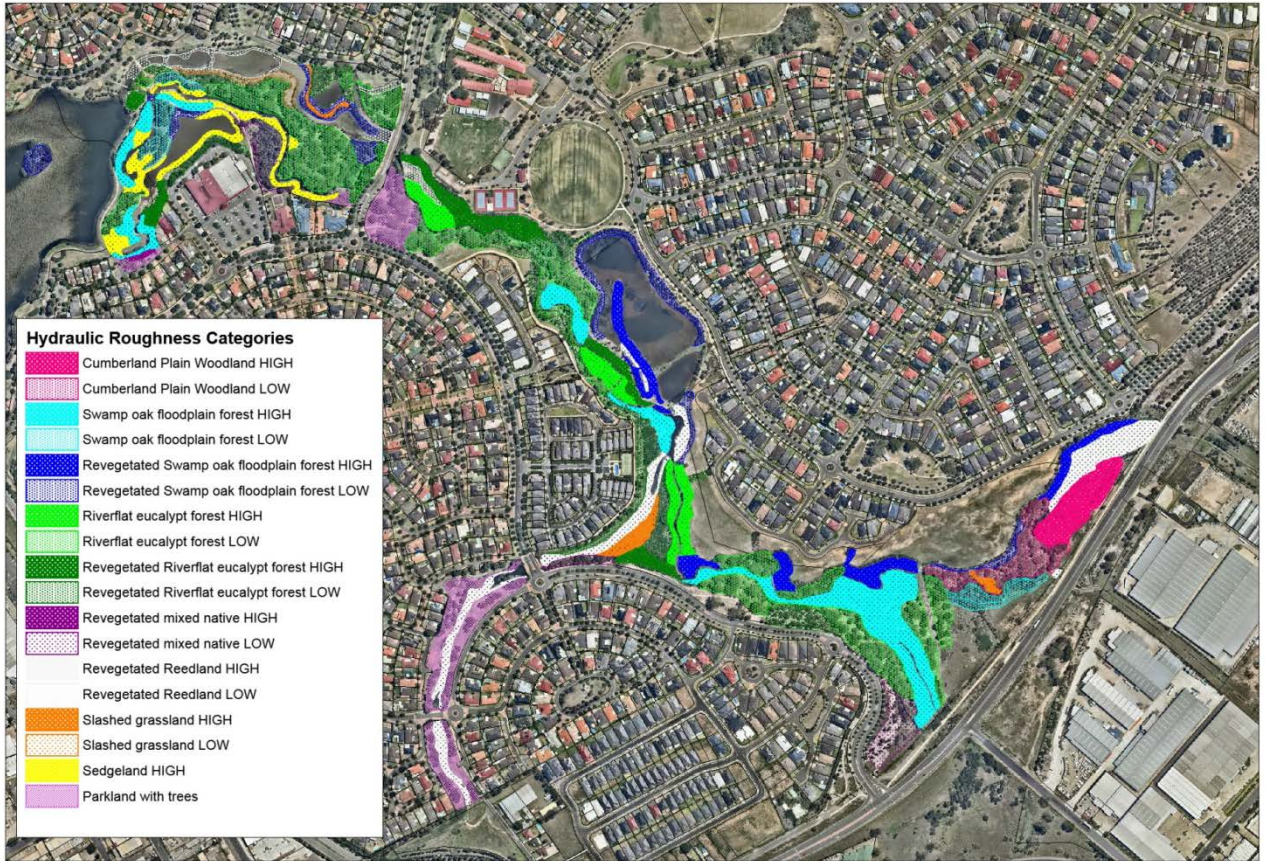 Hydraulic Roughness Categories
Cumberland Plain Woodland HIGH
Cumberland Plain Woodland LOW
Swamp oak floodplain forest HIGH
Swamp oak floodplain forest LOW
Revegetated Swamp oak floodplain forest HIGH
Revegetated Swamp oak floodplain forest LOW
Riverflat eucalypt forest HIGH
Riverflat eucalypt forest LOW
Revegetated Riverflat eucalypt forest HIGH
Revegetated Riverflat eucalypt forest LOW
Revegetated mixed native HIGH
Revegetated mixed native LOW
Revegetated Reedland HIGH
Revegetated Reedland LOW
Slashed grassland HIGH
Slashed grassland LOW
Sedgeland HIGH
Parkland with trees